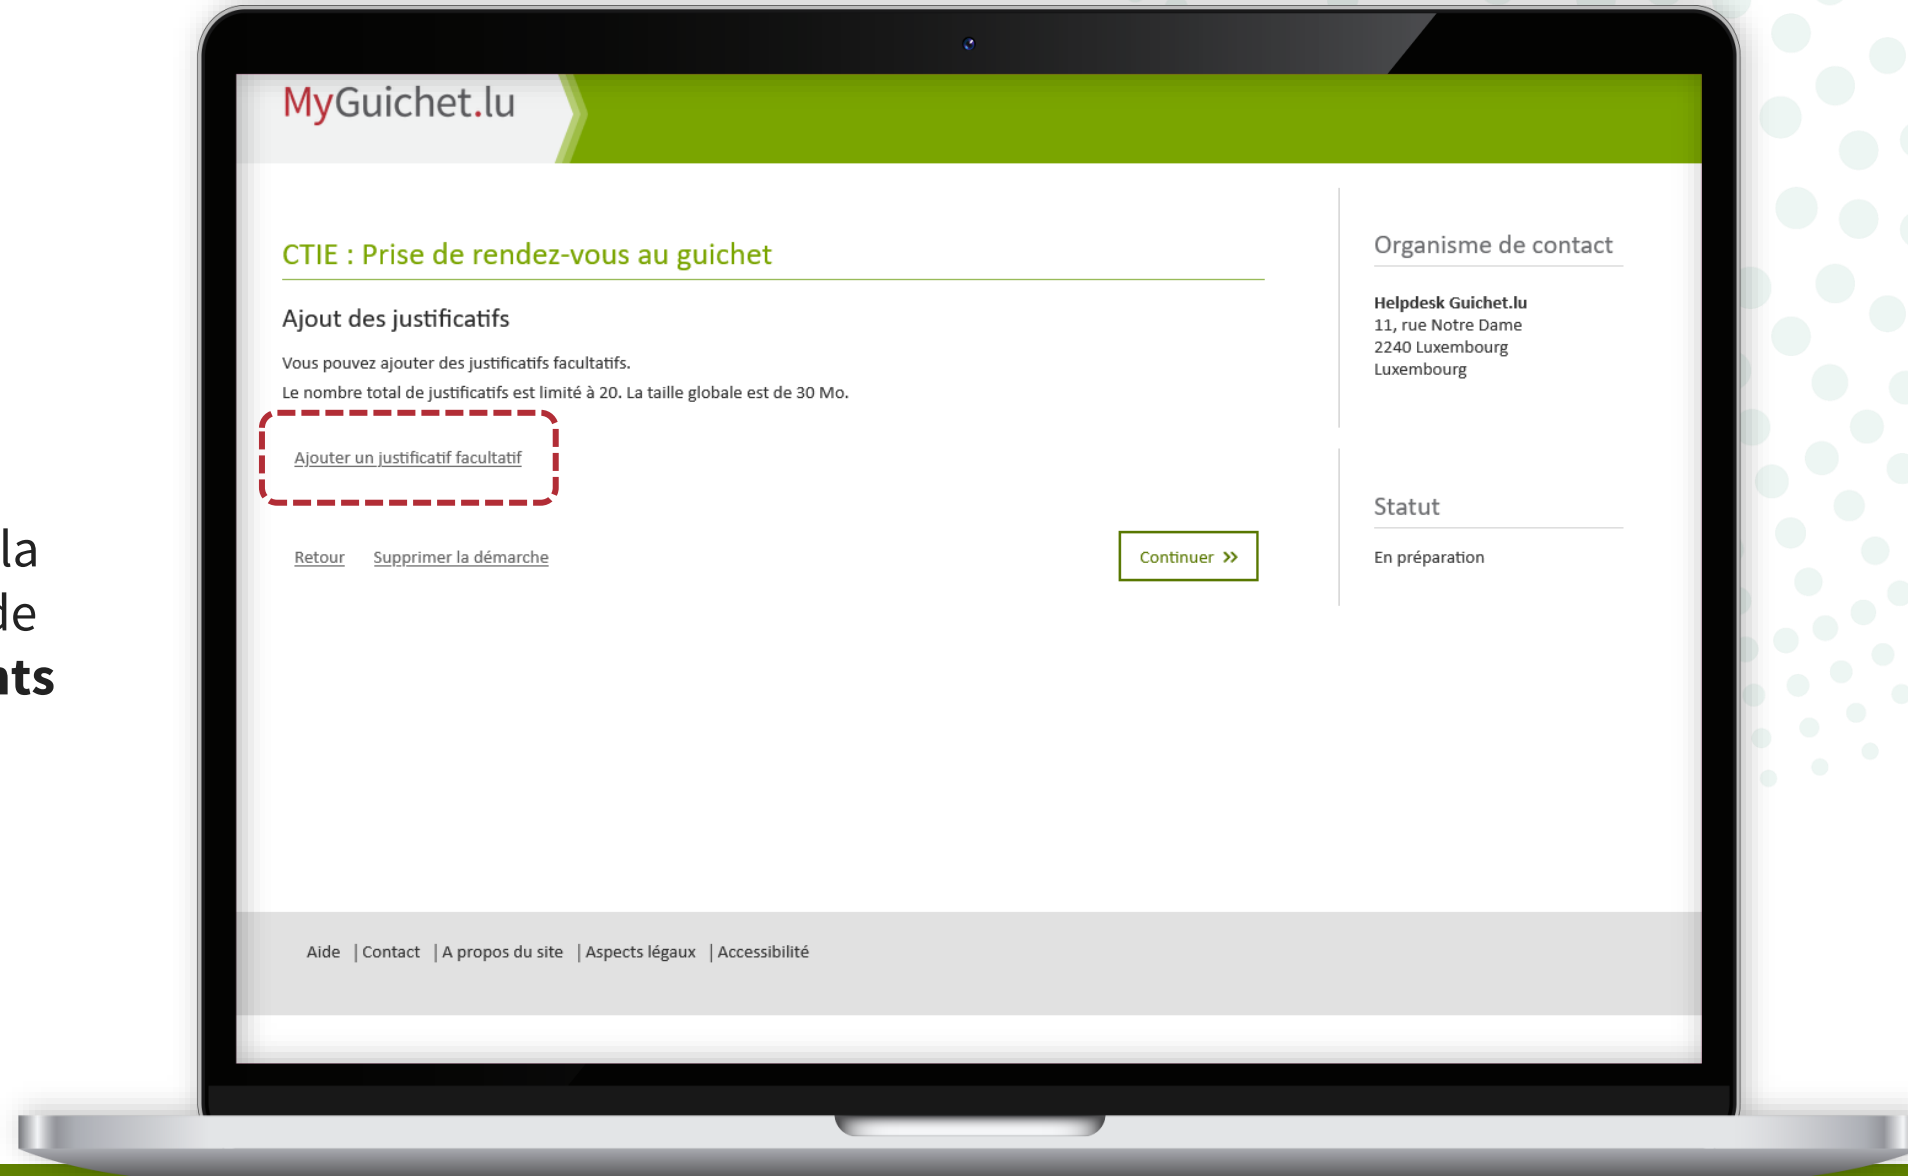 MyGuichet.lu
CTIE : Prise de rendez-vous au guichet
Ajout des justificatifs
Vous pouvez ajouter des justificatifs facultatifs.
Le nombre total de justificatifs est limité à 20. La taille globale est de 30 Mo.
Ajouter un justificatif facultatif
Retour Supprimer la démarche
Continuer »
Organisme de contact
Helpdesk Guichet.lu
11, rue Notre Dame
2240 Luxembourg
Luxembourg
Statut
En préparation
la
de
nts
Aide | Contact | A propos du site | Aspects légaux | Accessibilité